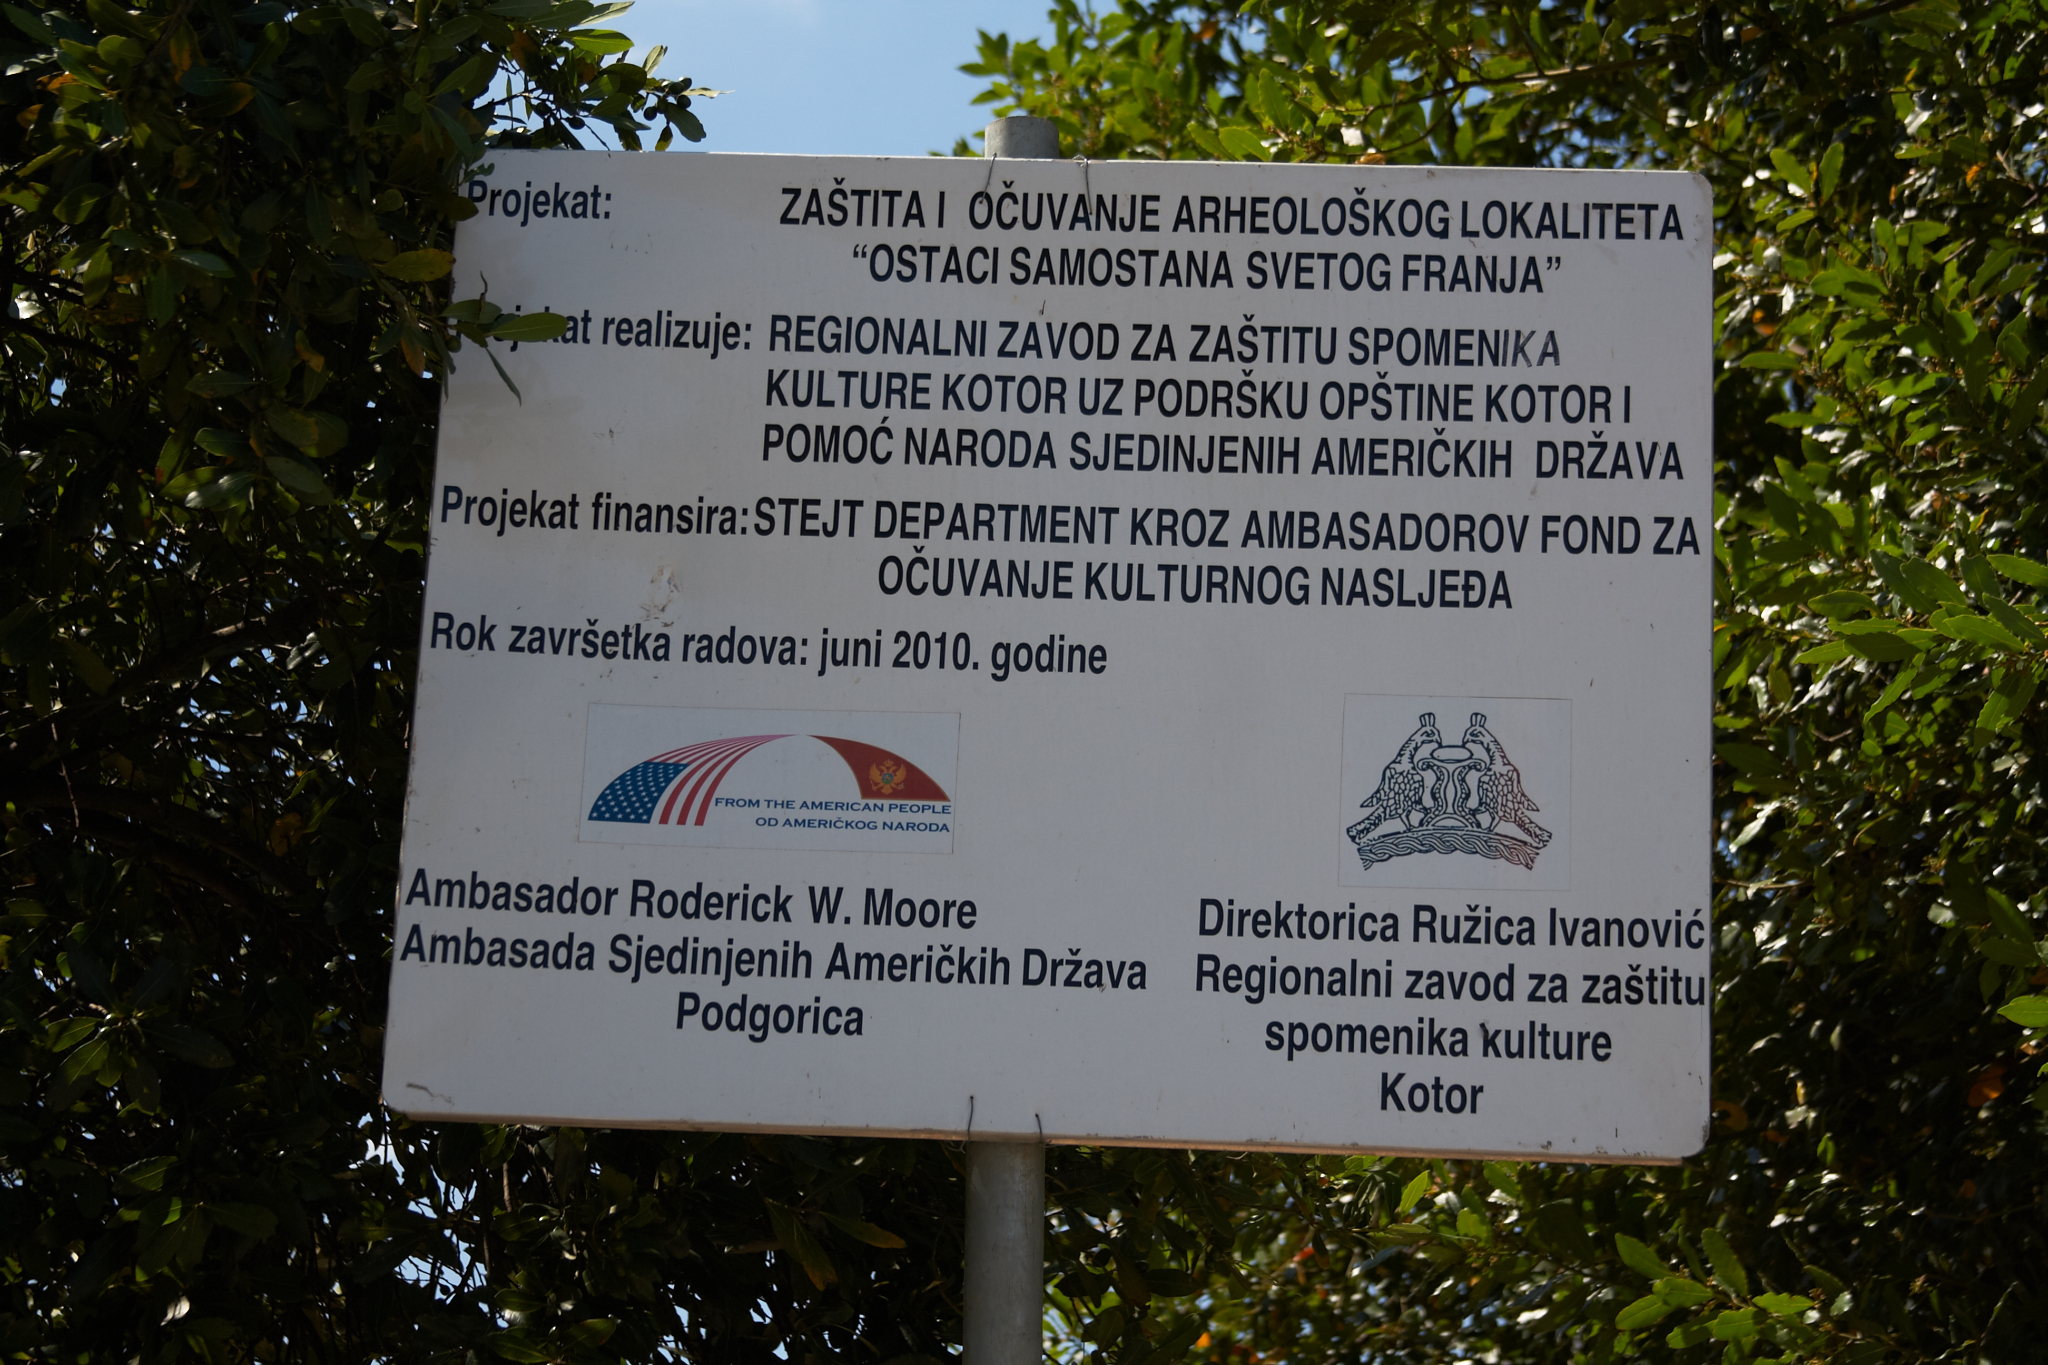 Projekat: ZAŠTITA I OČUVANJE ARHEOLOŠKOG LOKALITETA
“OSTACI SAMOSTANA SVETOG FRANJA”
Projekat realizuje: REGIONALNI ZAVOD ZA ZAŠTITU SPOMENIKA
KULTURE KOTOR UZ PODRŠKU OPŠTINE KOTOR I
POMOĆ NARODA SJEDINJENIH AMERIČKIH DRŽAVA
Projekat finansira: STEJT DEPARTMENT KROZ AMBASADOROV FOND ZA
OČUVANJE KULTURNOG NASLJEĐA
Rok završetka radova: juni 2010. godine
FROM THE AMERICAN PEOPLE
OD AMERIČKOG NARODA
Ambasador Roderick W. Moore
Ambasada Sjedinjenih Američkih Država
Podgorica
Direktorica Ružica Ivanović
Regionalni zavod za zaštitu
spomenika kulture
Kotor